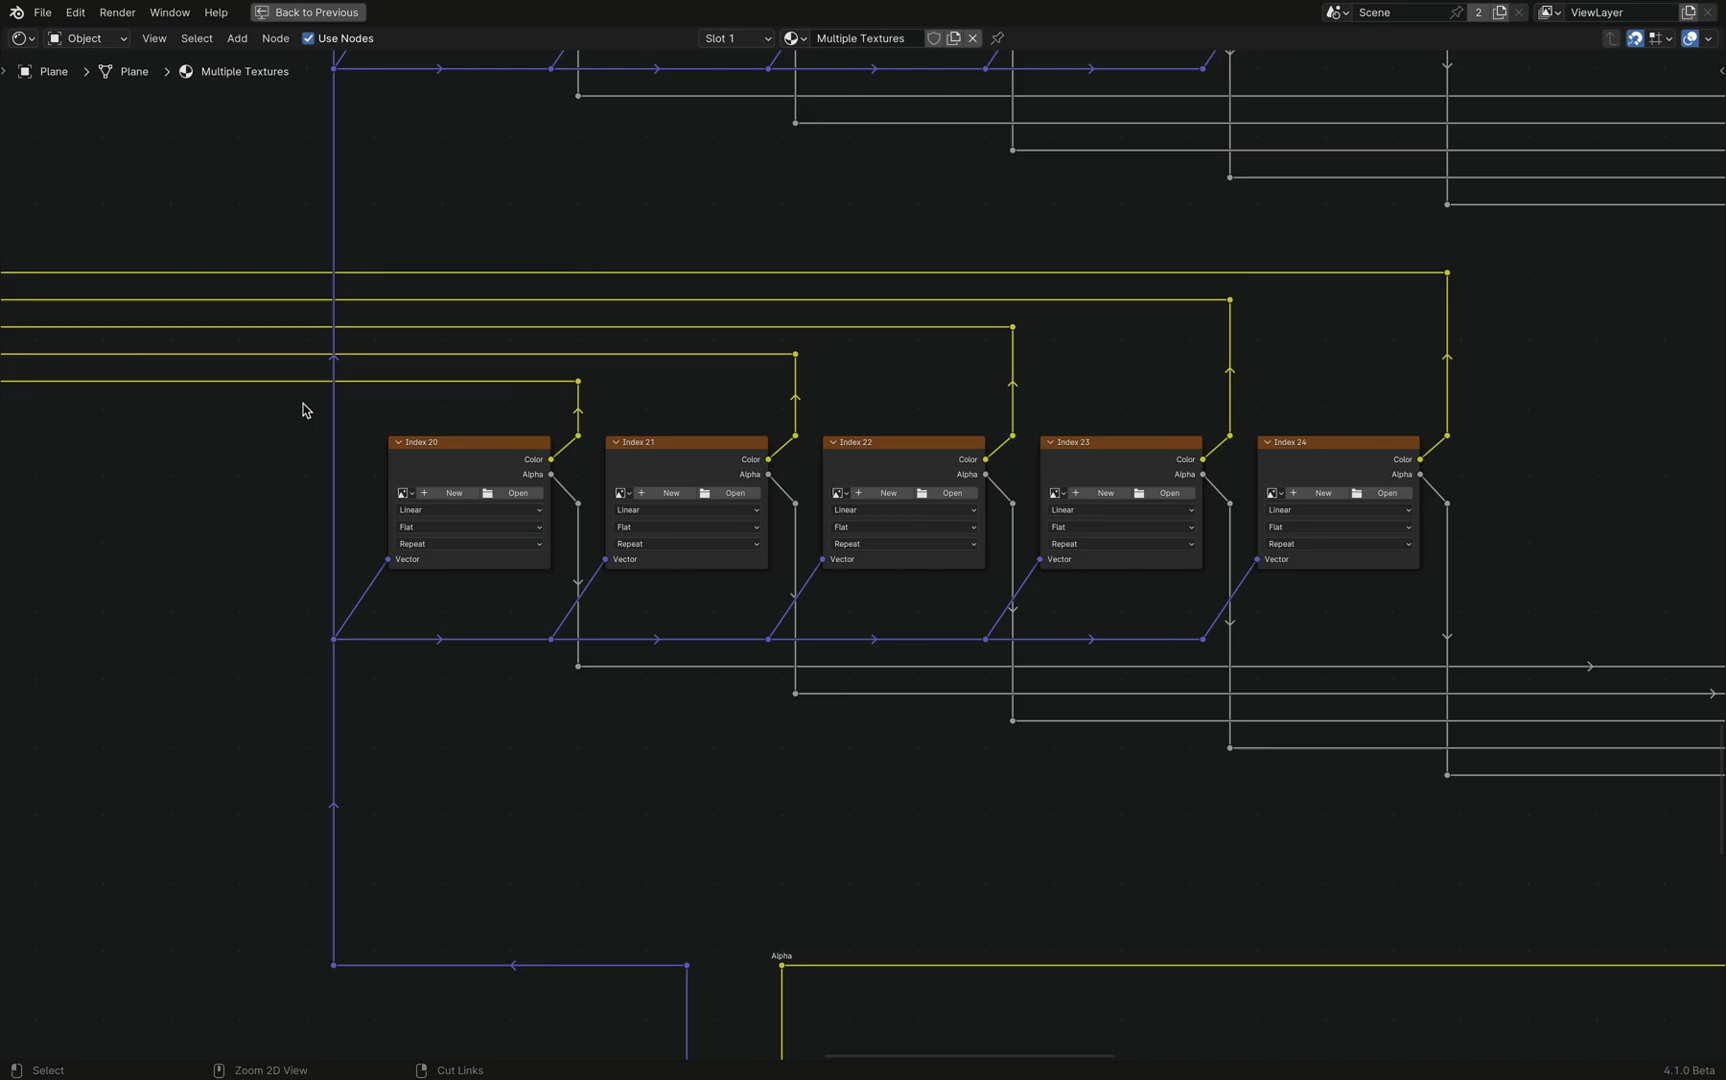 File Edit Render Window Help Back to Previous Scene 2 ViewLayer
Object View Select Add Node Use Nodes Slot 1 Multiple Textures
Plane Plane Multiple Textures
Index 20 Index 21 Index 22 Index 23 Index 24
Color Color Color Color Color
Alpha Alpha Alpha Alpha Alpha
New Open New Open New Open New Open New Open
Linear Linear Linear Linear Linear
Flat Flat Flat Flat Flat
Repeat Repeat Repeat Repeat Repeat
Vector Vector Vector Vector Vector
Alpha
Select Zoom 2D View Cut Links 4.1.0 Beta